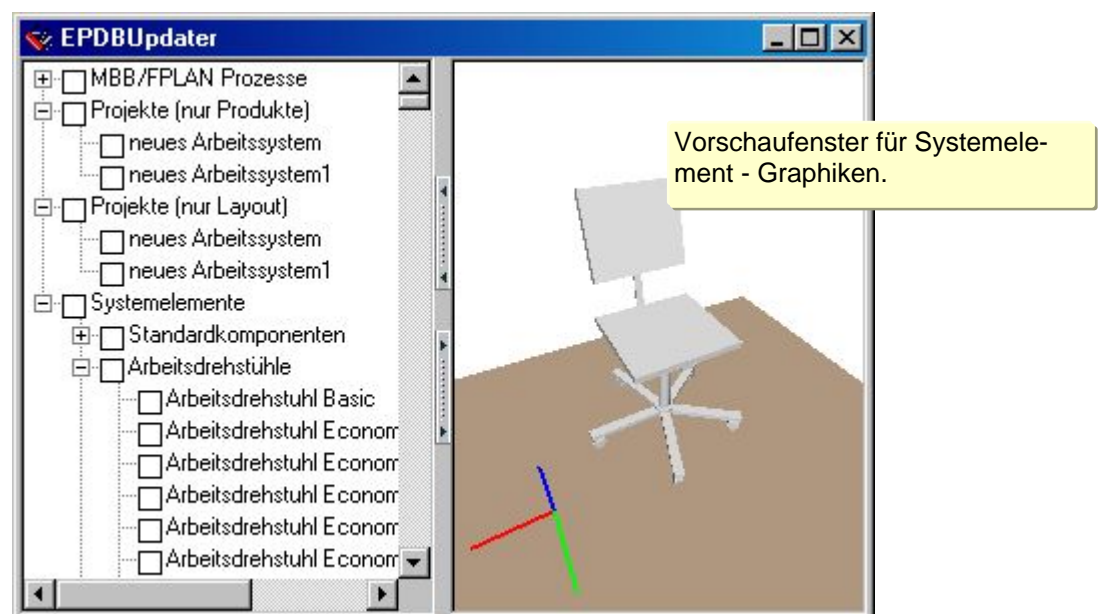 EPDBUpdater
MBB/FPLAN Prozesse
Projekte (nur Produkte)
neues Arbeitssystem
neues Arbeitssystem1
Projekte (nur Layout)
neues Arbeitssystem
neues Arbeitssystem1
Systemelemente
Standardkomponenten
Arbeitsdrehstühle
Arbeitsdrehstuhl Basic
Arbeitsdrehstuhl Econom
Arbeitsdrehstuhl Econom
Arbeitsdrehstuhl Econom
Arbeitsdrehstuhl Econom
Arbeitsdrehstuhl Econom
Vorschaufenster für Systemele-
ment - Graphiken.